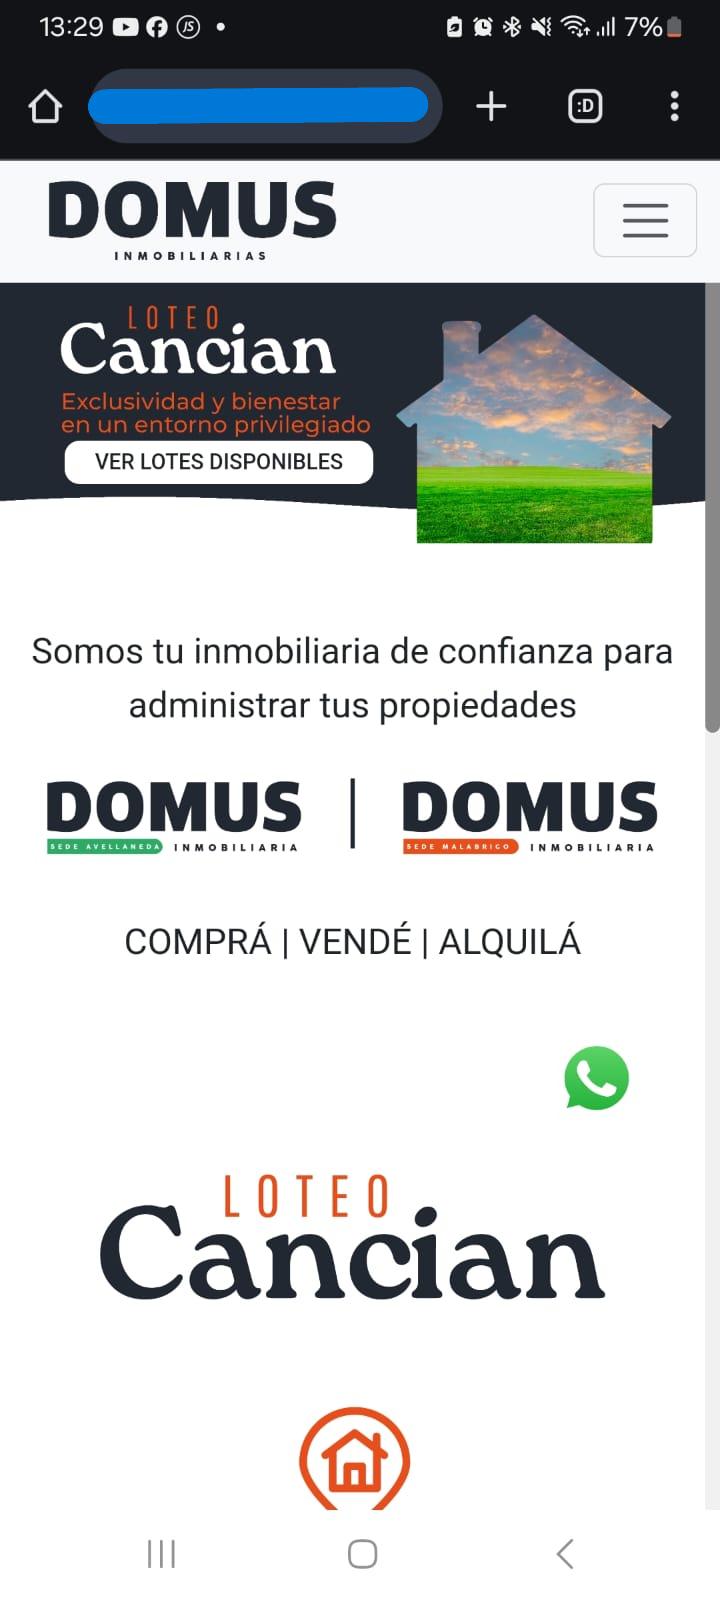 13:29
7%
:D
DOMUS
INMOBILIARIAS
LOTEO
Cancian
Exclusividad y bienestar
en un entorno privilegiado
VER LOTES DISPONIBLES
Somos tu inmobiliaria de confianza para
administrar tus propiedades
DOMUS | DOMUS
SEDE AVELLANEDA INMOBILIARIA SEDE MALABRIGO INMOBILIARIA
COMPRÁ | VENDÉ | ALQUILÁ
LOTEO
Cancian